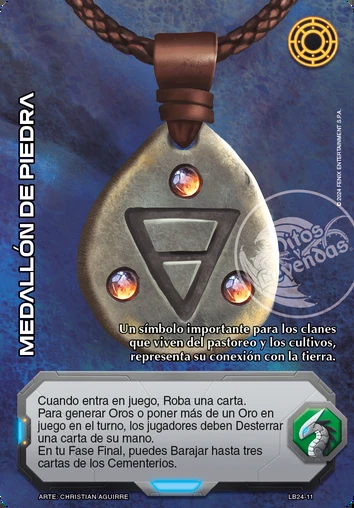 MEDALLÓN DE PIEDRA
© 2024 FENIX ENTERTAINMENT S.P.A.
Mitos y
Leyendas
Un símbolo importante para los clanes
que viven del pastoreo y los cultivos,
representa su conexión con la tierra.
Cuando entra en juego, Roba una carta.
Para generar Oros o poner más de un Oro en
juego en el turno, los jugadores deben Desterrar
una carta de su mano.
En tu Fase Final, puedes Barajar hasta tres
cartas de los Cementerios.
ARTE: CHRISTIAN AGUIRRE
LB24-11